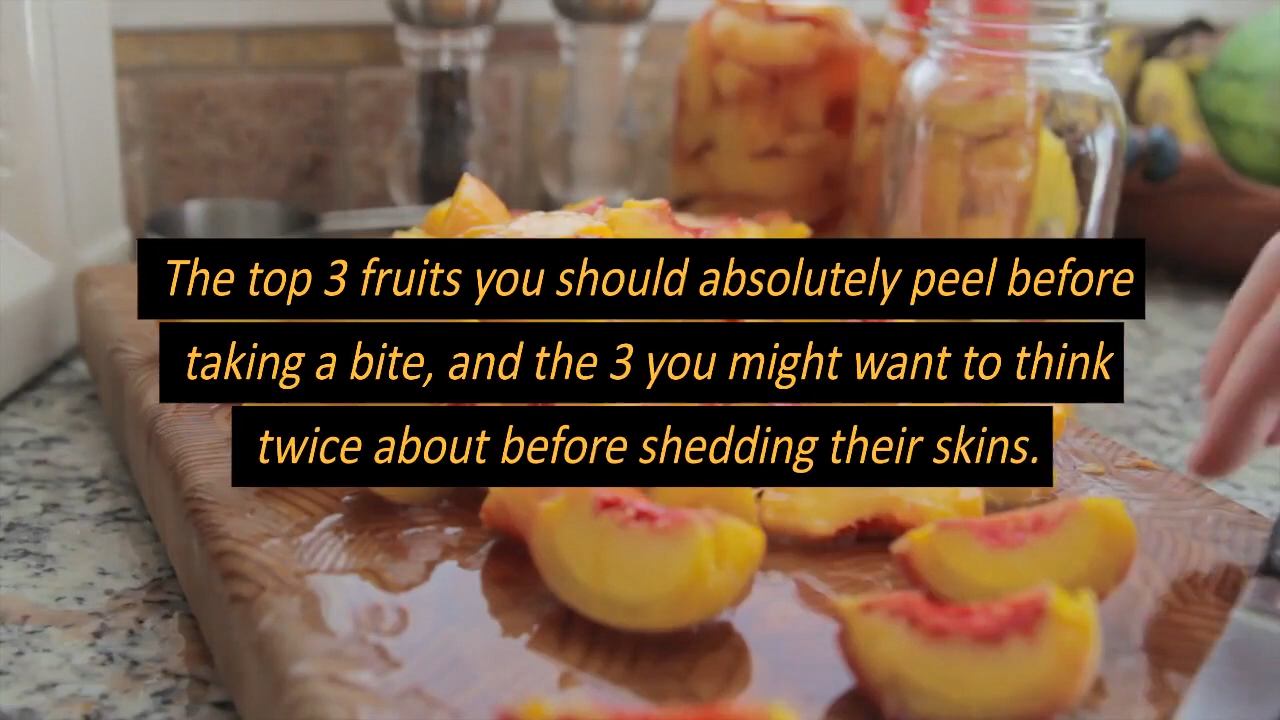 The top 3 fruits you should absolutely peel before
taking a bite, and the 3 you might want to think
twice about before shedding their skins.